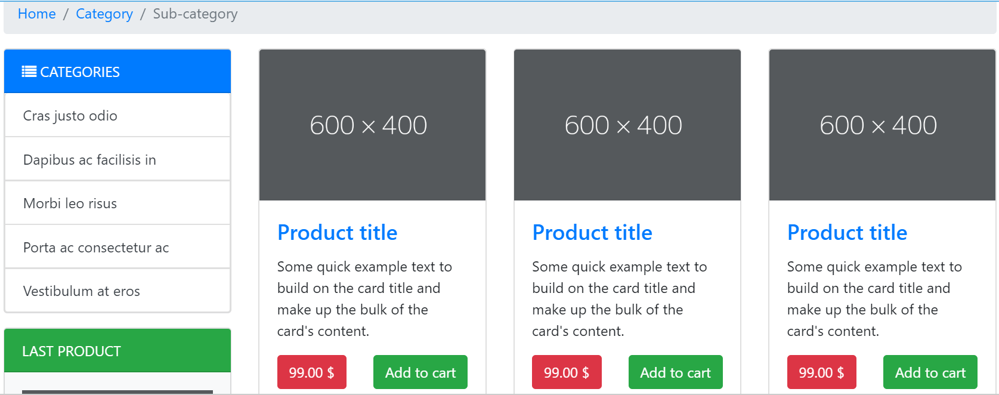 Home / Category / Sub-category
CATEGORIES
Cras justo odio
Dapibus ac facilisis in
Morbi leo risus
Porta ac consectetur ac
Vestibulum at eros
LAST PRODUCT
600 × 400
Product title
Some quick example text to
build on the card title and
make up the bulk of the
card's content.
99.00 $
Add to cart
600 × 400
Product title
Some quick example text to
build on the card title and
make up the bulk of the
card's content.
99.00 $
Add to cart
600 × 400
Product title
Some quick example text to
build on the card title and
make up the bulk of the
card's content.
99.00 $
Add to cart